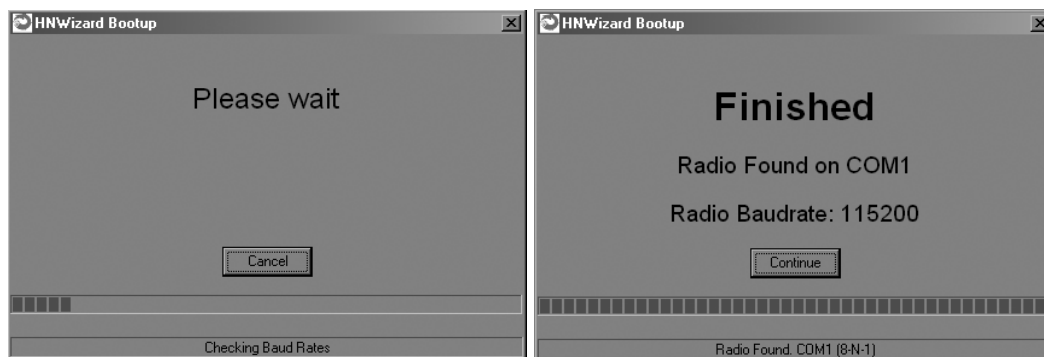 HNWizard Bootup
Please wait
Cancel
Checking Baud Rates
HNWizard Bootup
Finished
Radio Found on COM1
Radio Baudrate: 115200
Continue
Radio Found. COM1 (8-N-1)